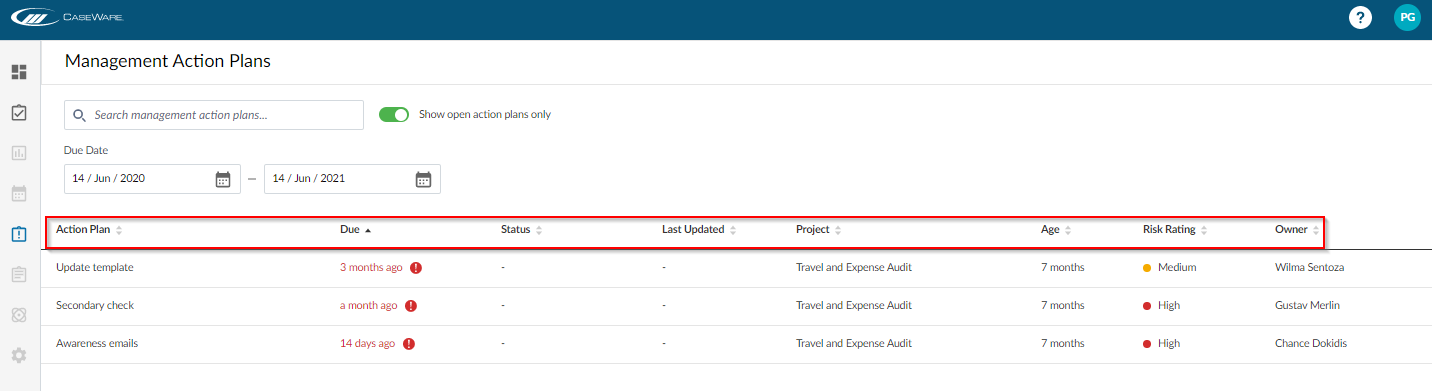 CASEWARE.
?
PG
Management Action Plans
Search management action plans...
Show open action plans only
Due Date
14 / Jun / 2020 — 14 / Jun / 2021
Action Plan Due Status Last Updated Project Age Risk Rating Owner
Update template 3 months ago ! - - Travel and Expense Audit 7 months Medium Wilma Sentoza
Secondary check a month ago ! - - Travel and Expense Audit 7 months High Gustav Merlin
Awareness emails 14 days ago ! - - Travel and Expense Audit 7 months High Chance Dokidis